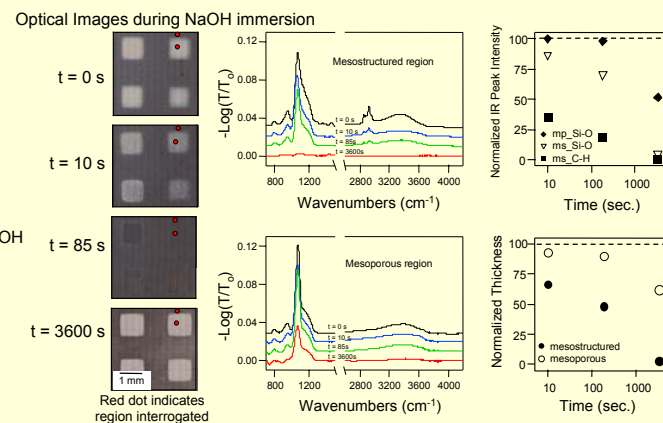 Optical Images during NaOH immersion
t = 0 s
t = 10 s
OH
t = 85 s
t = 3600 s
1 mm
Red dot indicates
region interrogated
-Log(T/To)
0.12
0.08
0.04
0.00
Mesostructured region
t = 0 s
t = 10 s
t = 85s
t = 3600s
800 1200 2800 3200 3600 4000
Wavenumbers (cm-1)
-Log(T/To)
0.12
0.08
0.04
0.00
Mesoporous region
t = 0 s
t = 10 s
t = 85s
t = 3600s
800 1200 2800 3200 3600 4000
Wavenumbers (cm-1)
Normalized IR Peak Intensity
100
75
50
25
0
mp_Si-O
ms_Si-O
ms_C-H
10 100 1000
Time (sec.)
Normalized Thickness
100
75
50
25
0
mesostructured
mesoporous
10 100 1000
Time (sec.)